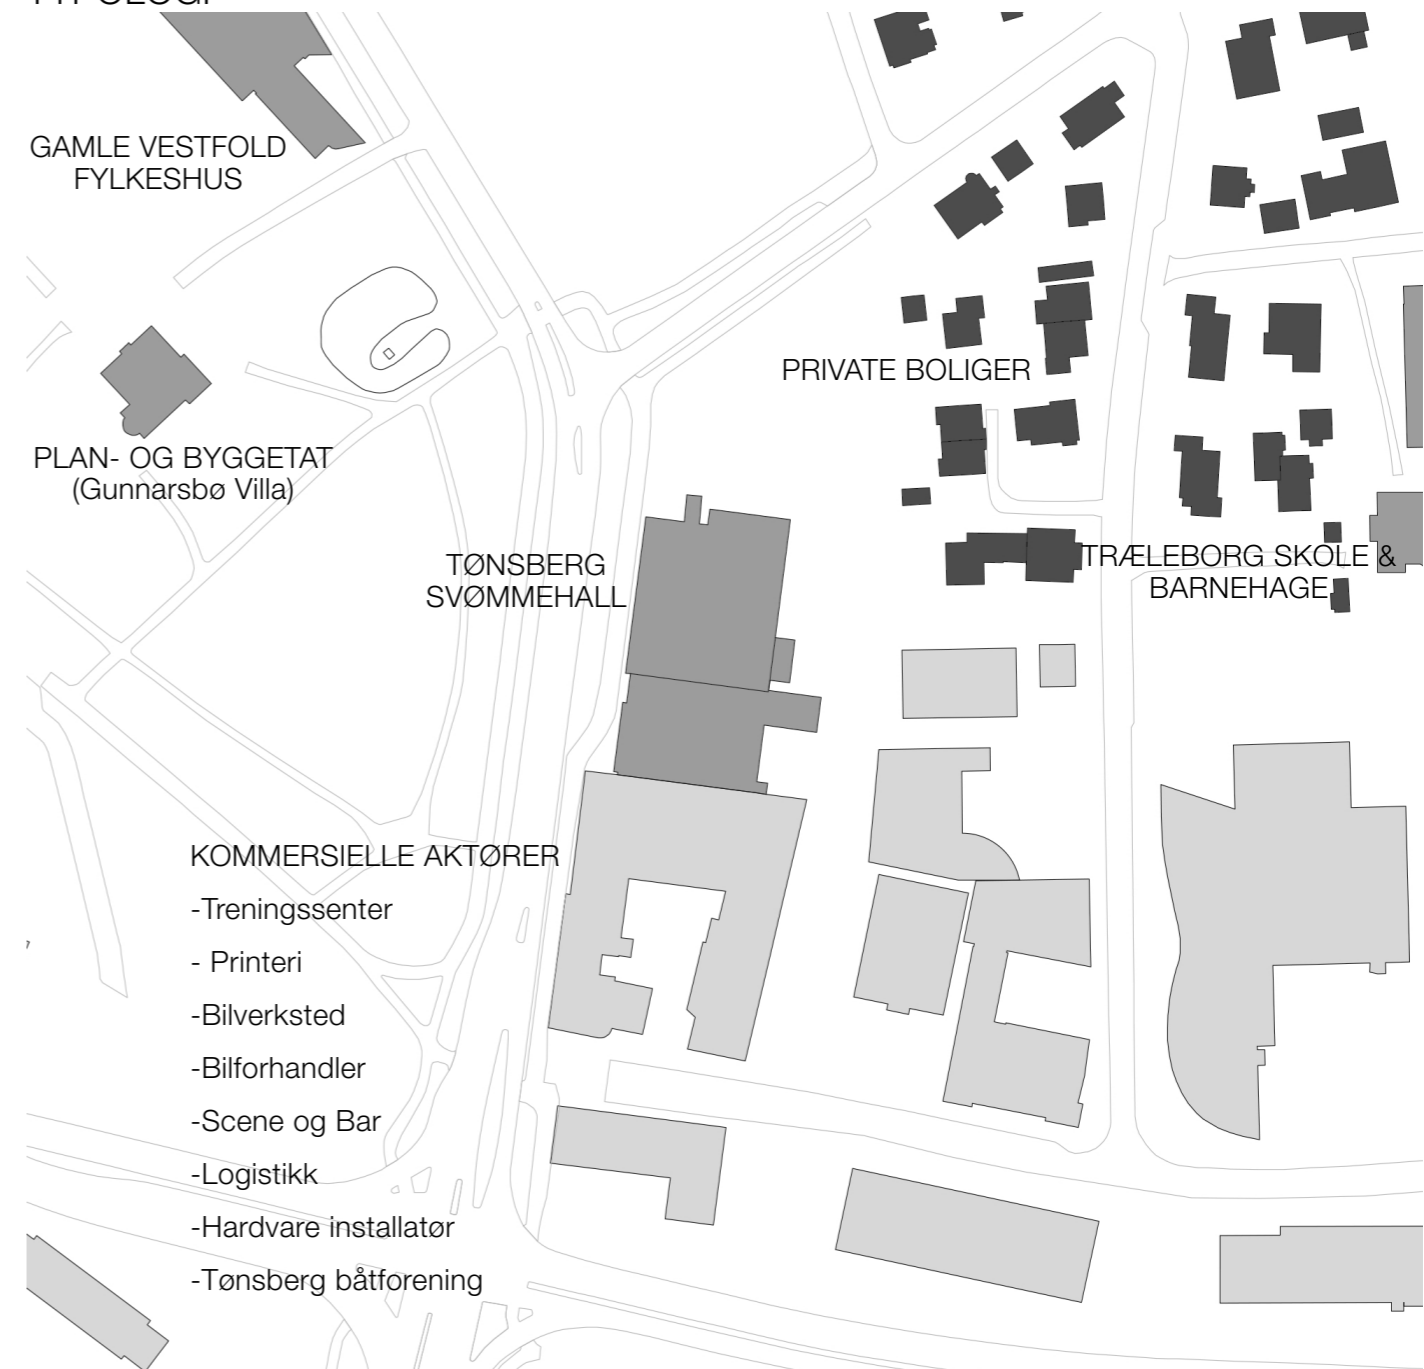 GAMLE VESTFOLD
FYLKESHUS
PRIVATE BOLIGER
PLAN- OG BYGGETAT
(Gunnarsbø Villa)
TØNSBERG
SVØMMEHALL
TRÆLEBORG SKOLE &
BARNEHAGE
KOMMERSIELLE AKTØRER
-Treningssenter
- Printeri
-Bilverksted
-Bilforhandler
-Scene og Bar
-Logistikk
-Hardvare installatør
-Tønsberg båtforening